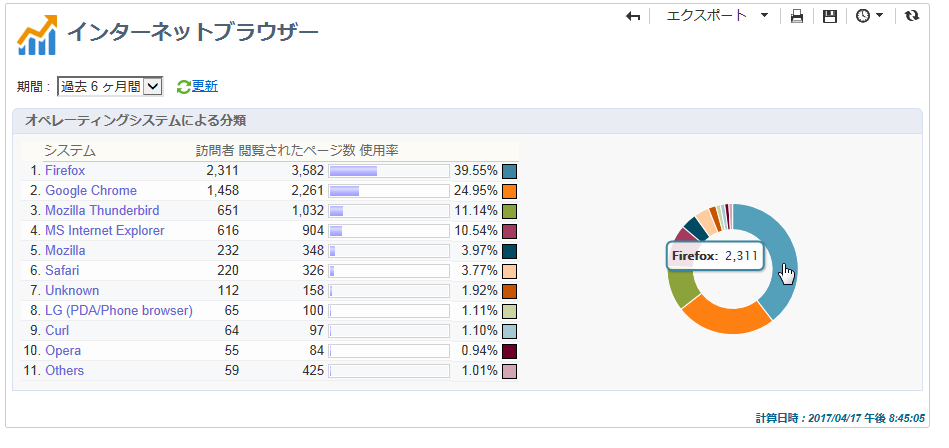 エクスポート
インターネットブラウザー
期間 : 過去 6 ヶ月間 更新
オペレーティングシステムによる分類
システム 訪問者 閲覧されたページ数 使用率
1. Firefox 2,311 3,582 39.55%
2. Google Chrome 1,458 2,261 24.95%
3. Mozilla Thunderbird 651 1,032 11.14%
4. MS Internet Explorer 616 904 10.54%
5. Mozilla 232 348 3.97%
6. Safari 220 326 3.77%
7. Unknown 112 158 1.92%
8. LG (PDA/Phone browser) 65 100 1.11%
9. Curl 64 97 1.10%
10. Opera 55 84 0.94%
11. Others 59 425 1.01%
Firefox: 2,311
計算日時 : 2017/04/17 午後 8:45:05